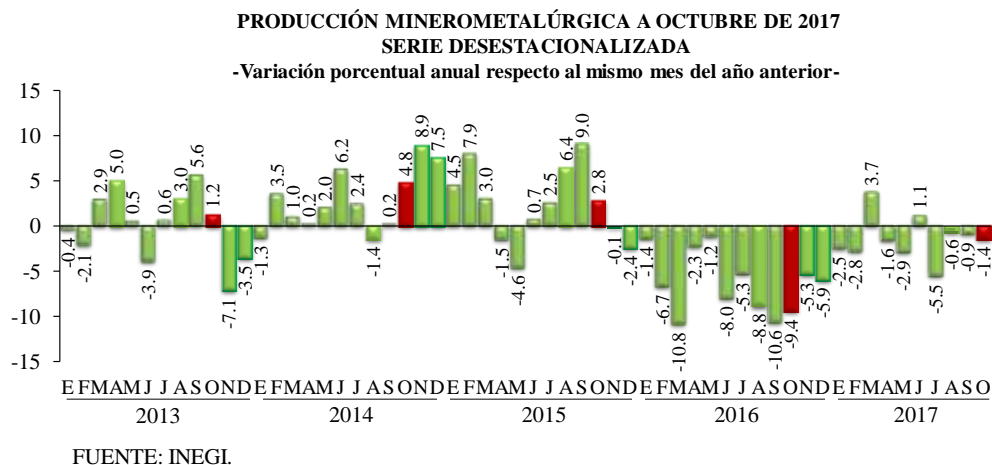 PRODUCCIÓN MINEROMETALÚRGICA A OCTUBRE DE 2017
SERIE DESESTACIONALIZADA
-Variación porcentual anual respecto al mismo mes del año anterior-
15
10
5
0
-5
-10
-15
-0.4 -2.1 2.9 5.0 0.5 -3.9 0.6 3.0 5.6 1.2 -7.1 -3.5
-1.3 3.5 1.0 0.2 2.0 6.2 2.4 -1.4 0.2 4.8 8.9 7.5
4.5 7.9 3.0 -1.5 -4.6 0.7 2.5 6.4 9.0 2.8 -0.1 -2.4
-1.4 -6.7 -10.8 -2.3 -1.2 -8.0 -5.3 -8.8 -10.6 -9.4 -5.3 -5.9
-2.5 -2.8 3.7 -1.6 -2.9 1.1 -5.5 -0.6 -0.9 -1.4
E F M A M J J A S O N D E F M A M J J A S O N D E F M A M J J A S O N D E F M A M J J A S O N D E F M A M J J A S O
2013 2014 2015 2016 2017
FUENTE: INEGI.